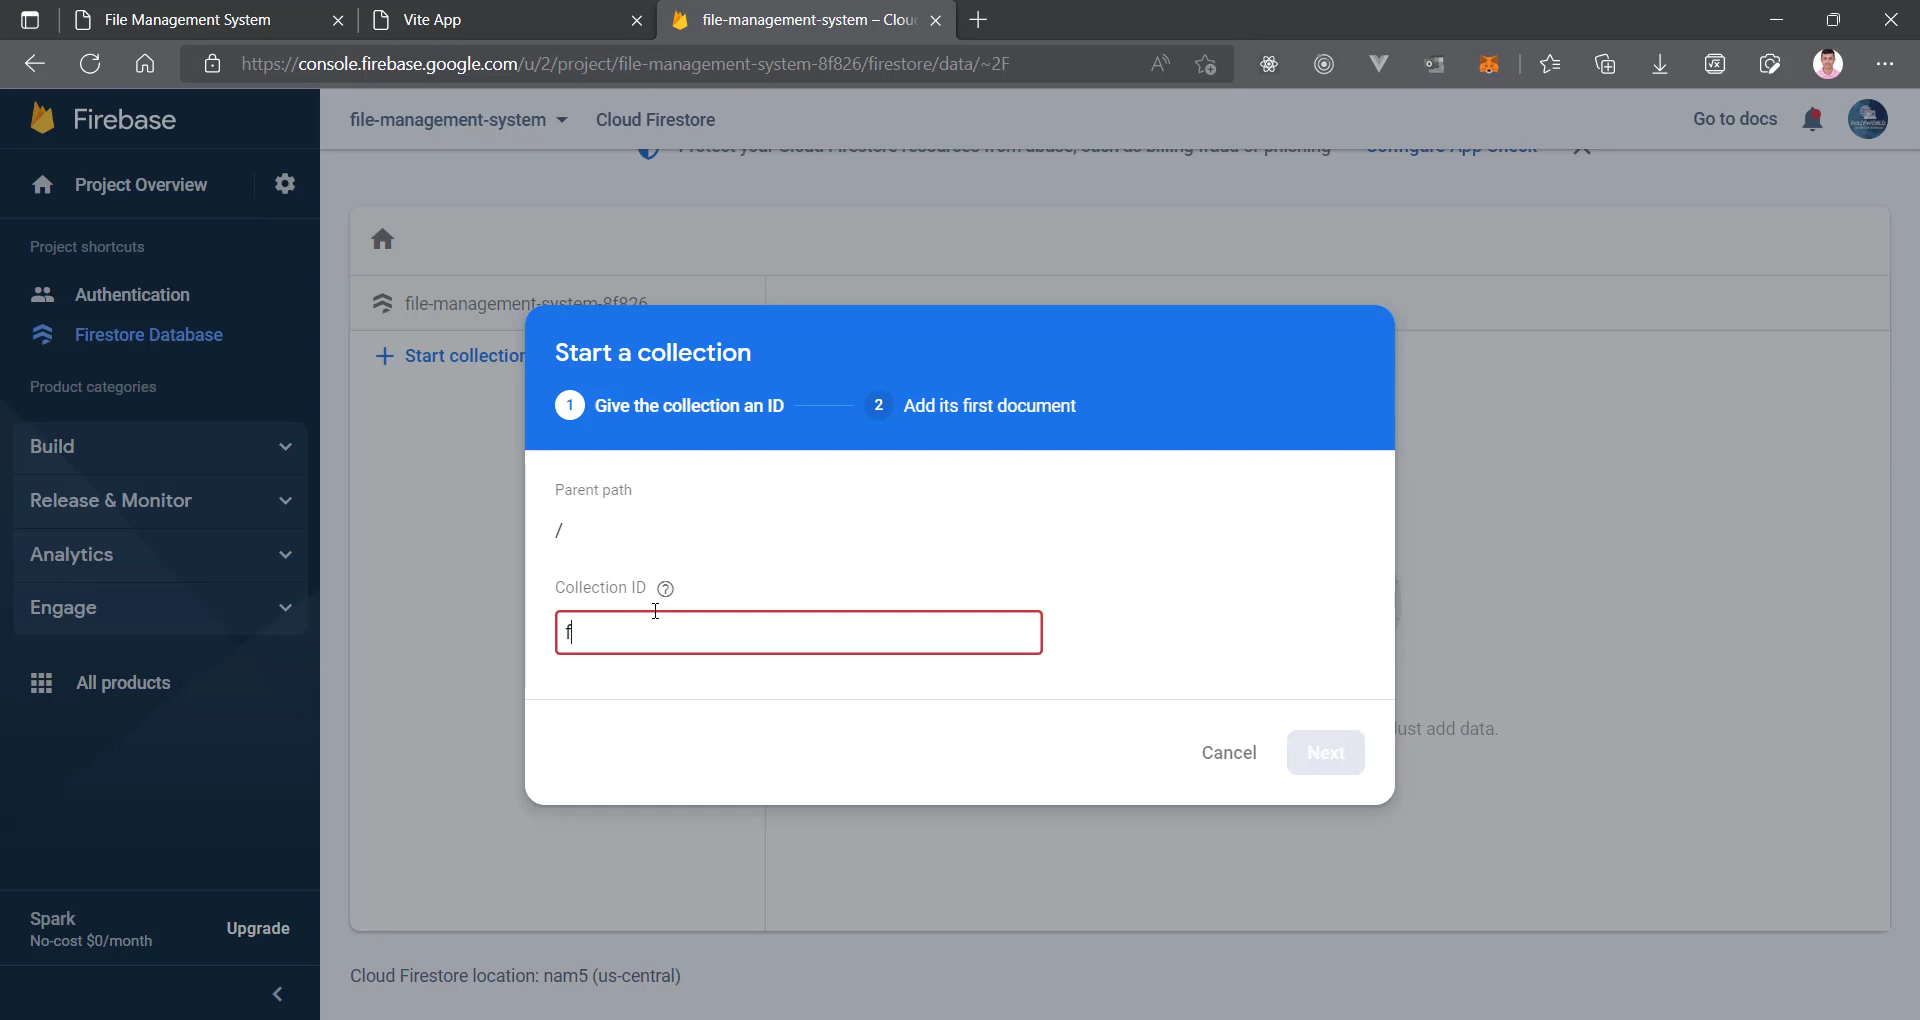 File Management System
Vite App
file-management-system – Clou
https://console.firebase.google.com/u/2/project/file-management-system-8f826/firestore/data/~2F
Firebase
file-management-system
Cloud Firestore
Go to docs
Configure App Check
Project Overview
Project shortcuts
Authentication
Firestore Database
Product categories
Build
Release & Monitor
Analytics
Engage
All products
Spark
No-cost $0/month
Upgrade
file-management-system-8f826
Start collection
Start a collection
1 Give the collection an ID
2 Add its first document
Parent path
/
Collection ID
f
Cancel
Next
Just add data.
Cloud Firestore location: nam5 (us-central)